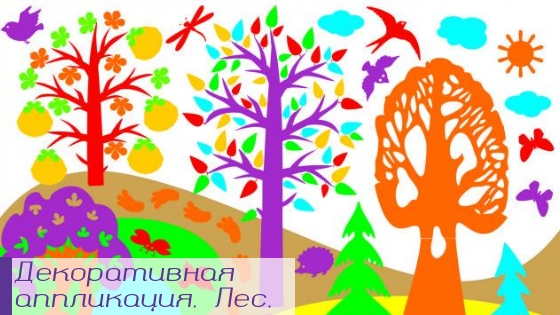 Декоративная
аппликация. Лес.